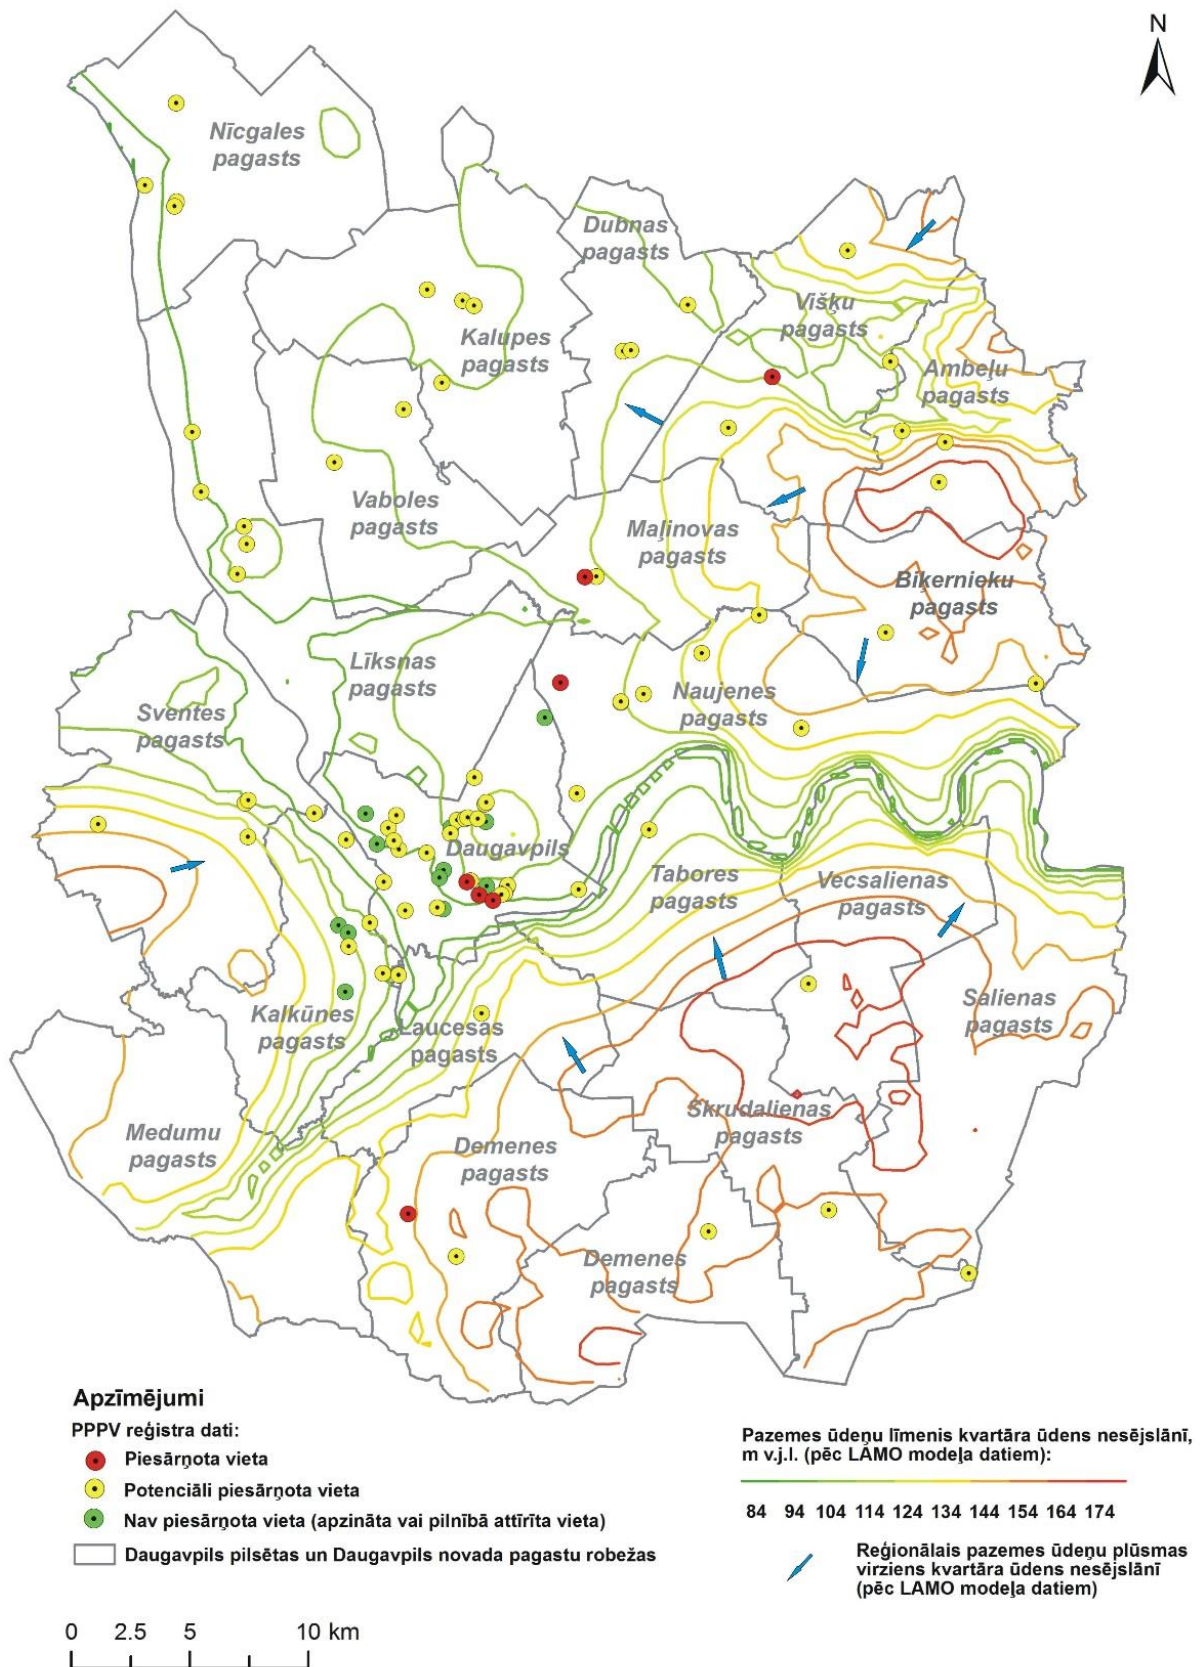 N
Nīcgales
pagasts
Dubnas
pagasts
Višķu
pagasts
Kalupes
pagasts
Ambeļu
pagasts
Vaboles
pagasts
Maļinovas
pagasts
Biķernieku
pagasts
Līksnas
pagasts
Sventes
pagasts
Naujenes
pagasts
Daugavpils
Tabores
pagasts
Vecsalienas
pagasts
Kalkūnes
pagasts
Laucesas
pagasts
Salienas
pagasts
Medumu
pagasts
Demenes
pagasts
Skrudalienas
pagasts
Demenes
pagasts
Apzīmējumi
PPPV reģistra dati:
Piesārņota vieta
Potenciāli piesārņota vieta
Nav piesārņota vieta (apzināta vai pilnībā attīrīta vieta)
Daugavpils pilsētas un Daugavpils novada pagastu robežas
Pazemes ūdeņu līmenis kvartāra ūdens nesējslānī,
m v.j.l. (pēc LAMO modeļa datiem):
84 94 104 114 124 134 144 154 164 174
Reģionālais pazemes ūdeņu plūsmas
virziens kvartāra ūdens nesējslānī
(pēc LAMO modeļa datiem)
0 2.5 5 10 km